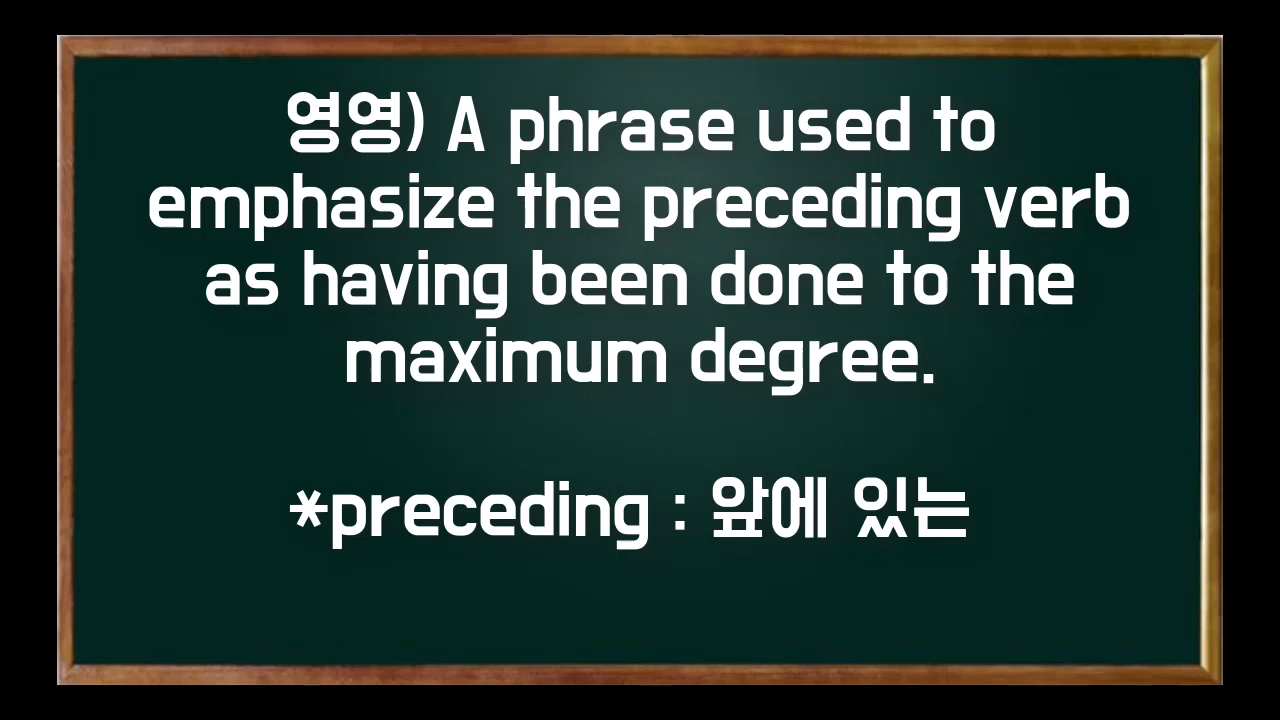 영영) A phrase used to
emphasize the preceding verb
as having been done to the
maximum degree.
*preceding : 앞에 있는